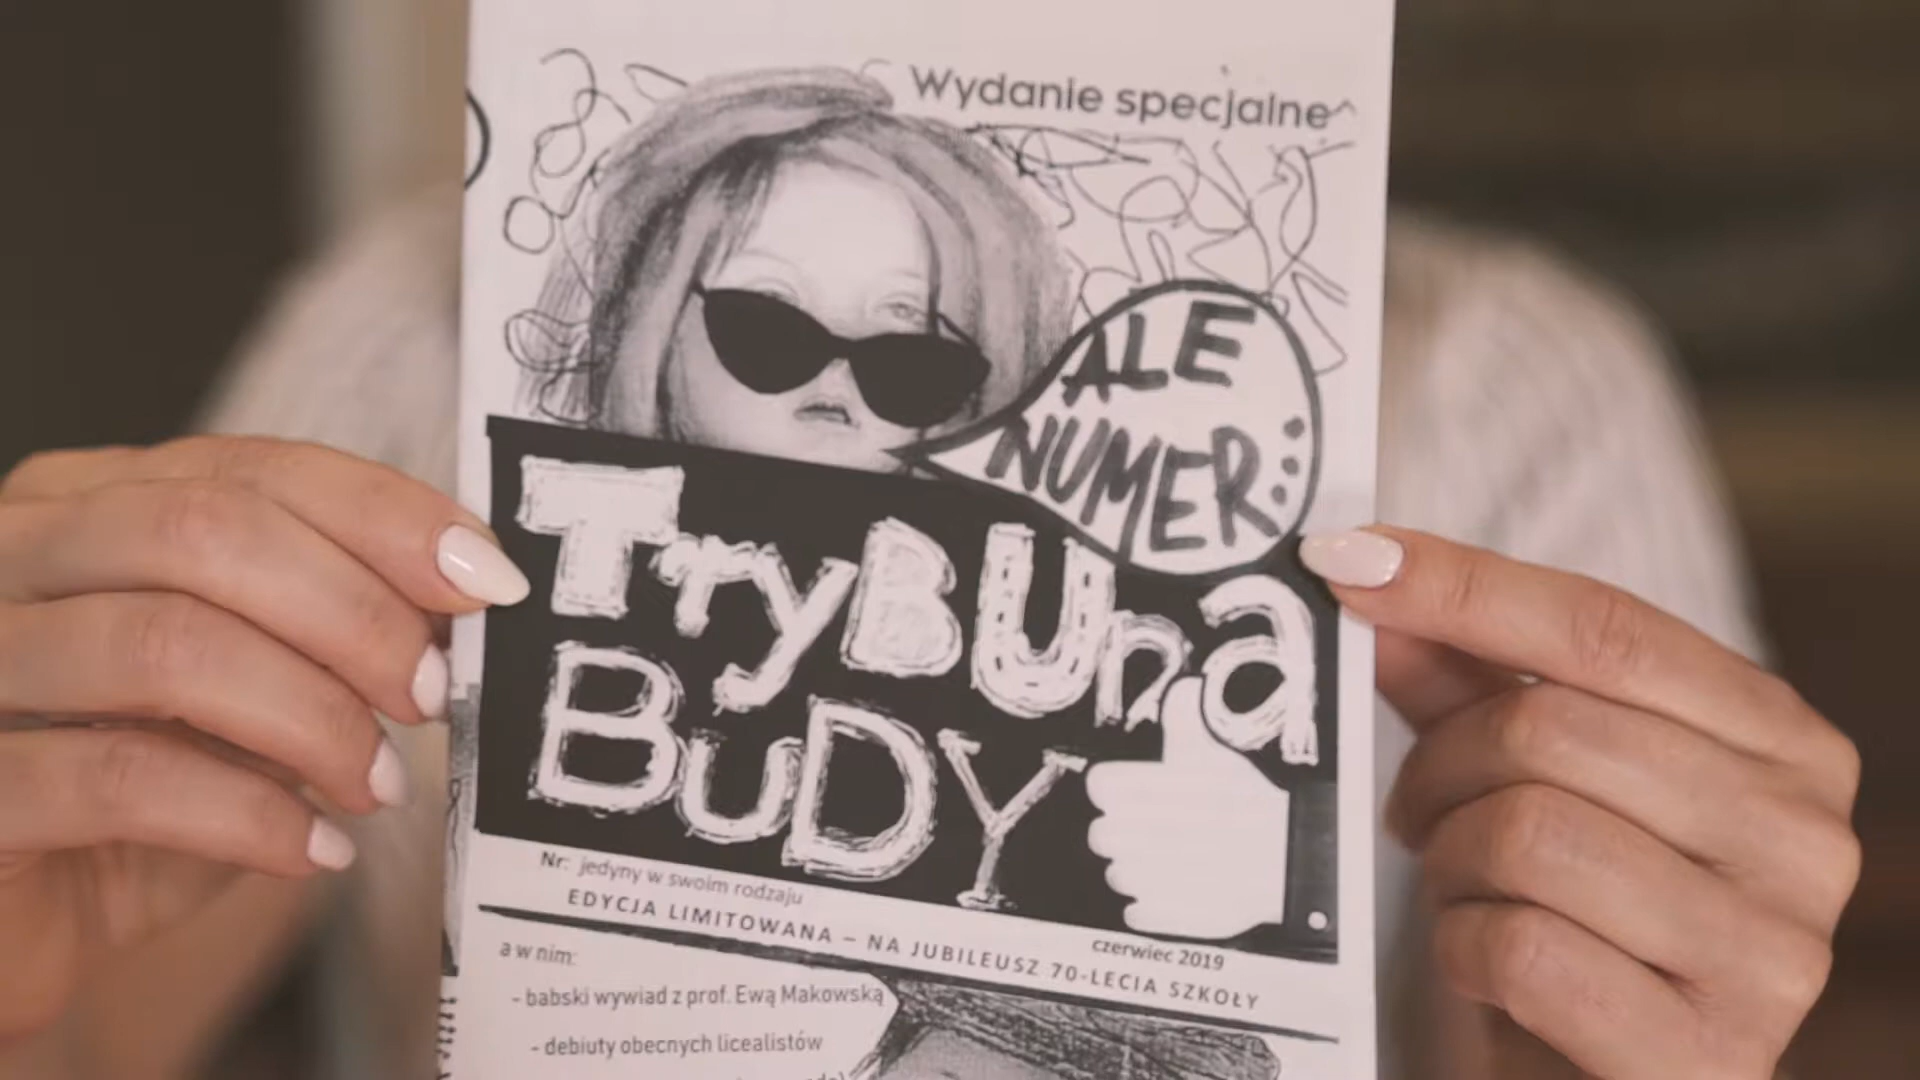 Wydanie specjalne
ALE
NUMER...
TryBUna
BuDY
Nr: jedyny w swoim rodzaju
czerwiec 2019
EDYCJA LIMITOWANA – NA JUBILEUSZ 70-LECIA SZKOŁY
a w nim:
- babski wywiad z prof. Ewą Makowską
- debiuty obecnych licealistów